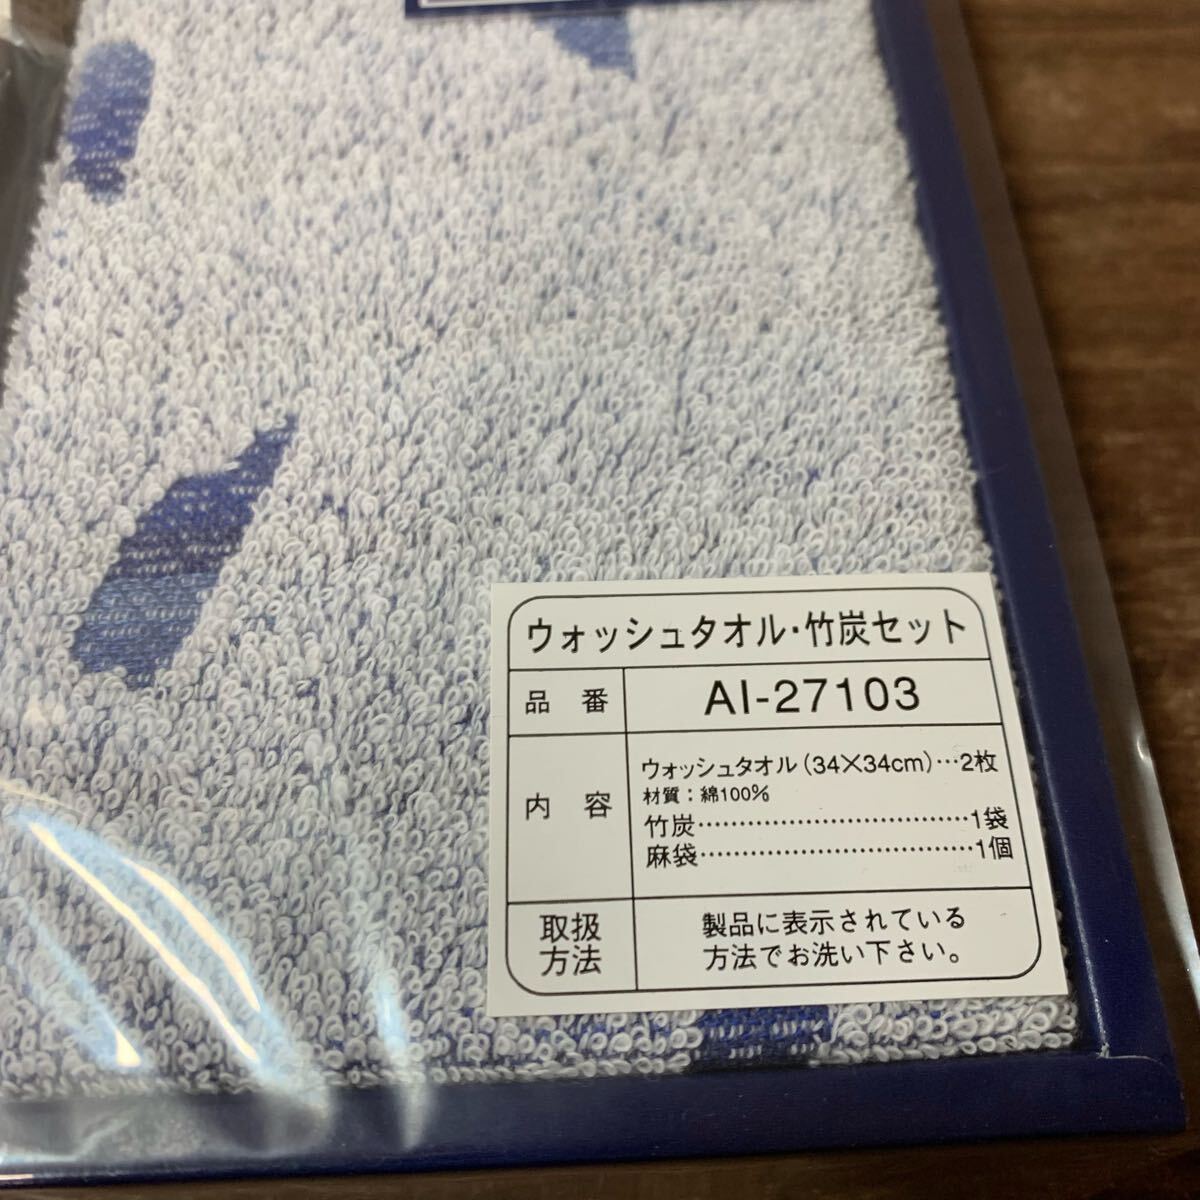 ウォッシュタオル・竹炭セット
品 番 AI-27103
内 容
ウォッシュタオル(34×34cm)…2枚
材質：綿100%
竹炭………………………………1袋
麻袋………………………………1個
取扱
方法
製品に表示されている
方法でお洗い下さい。